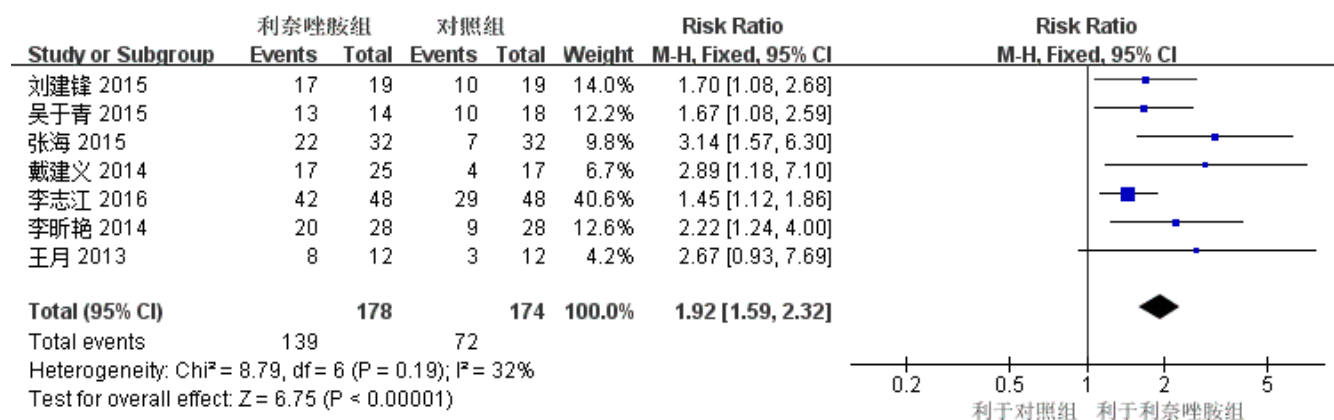 利奈唑胺组 对照组 Risk Ratio Risk Ratio
Study or Subgroup Events Total Events Total Weight M-H, Fixed, 95% CI M-H, Fixed, 95% CI
刘建锋 2015 17 19 10 19 14.0% 1.70 [1.08, 2.68]
吴于青 2015 13 14 10 18 12.2% 1.67 [1.08, 2.59]
张海 2015 22 32 7 32 9.8% 3.14 [1.57, 6.30]
戴建义 2014 17 25 4 17 6.7% 2.89 [1.18, 7.10]
李志江 2016 42 48 29 48 40.6% 1.45 [1.12, 1.86]
李昕艳 2014 20 28 9 28 12.6% 2.22 [1.24, 4.00]
王月 2013 8 12 3 12 4.2% 2.67 [0.93, 7.69]
Total (95% CI) 178 174 100.0% 1.92 [1.59, 2.32]
Total events 139 72
Heterogeneity: Chi² = 8.79, df = 6 (P = 0.19); I² = 32%
Test for overall effect: Z = 6.75 (P < 0.00001)
0.2 0.5 1 2 5
利于对照组 利于利奈唑胺组